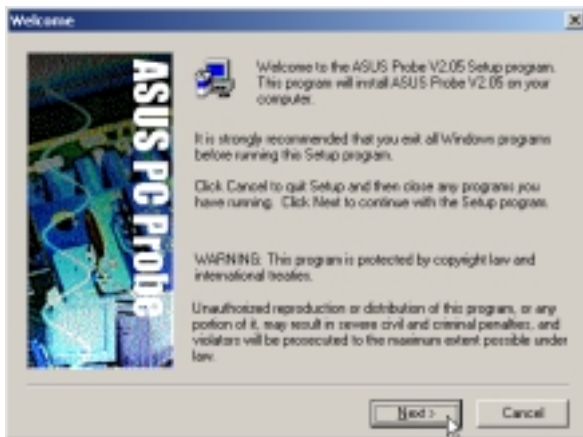 Welcome
ASUS PC Probe
Welcome to the ASUS Probe V2.05 Setup program.
This program will install ASUS Probe V2.05 on your
computer.
It is strongly recommended that you exit all Windows programs
before running this Setup program.
Click Cancel to quit Setup and then close any programs you
have running. Click Next to continue with the Setup program.
WARNING: This program is protected by copyright law and
international treaties.
Unauthorized reproduction or distribution of this program, or any
portion of it, may result in severe civil and criminal penalties, and
violators will be prosecuted to the maximum extent possible under
law.
Next >
Cancel